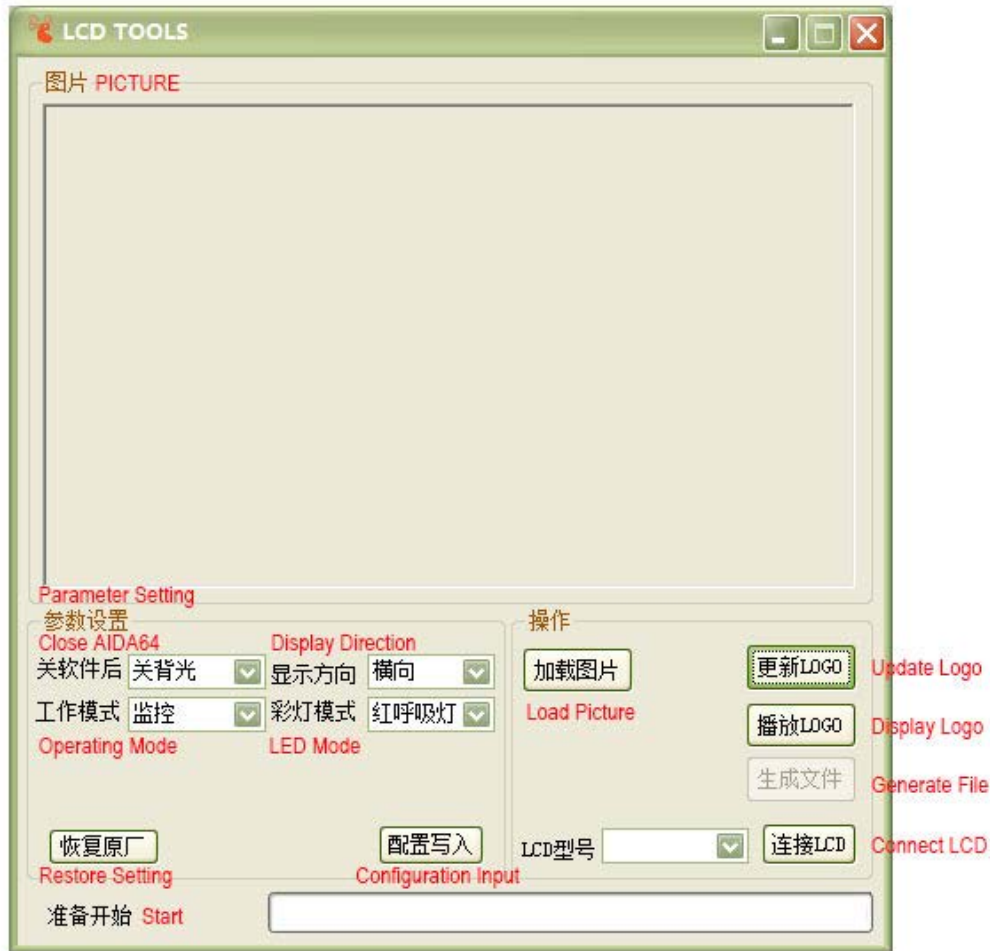 LCD TOOLS
图片 PICTURE
Parameter Setting
参数设置
Close AIDA64 Display Direction
关软件后 关背光 显示方向 横向
工作模式 监控 彩灯模式 红呼吸灯
Operating Mode LED Mode
恢复原厂 配置写入
Restore Setting Configuration Input
操作
加载图片 更新LOGO Update Logo
Load Picture
播放LOGO Display Logo
生成文件 Generate File
LCD型号 连接LCD Connect LCD
准备开始 Start